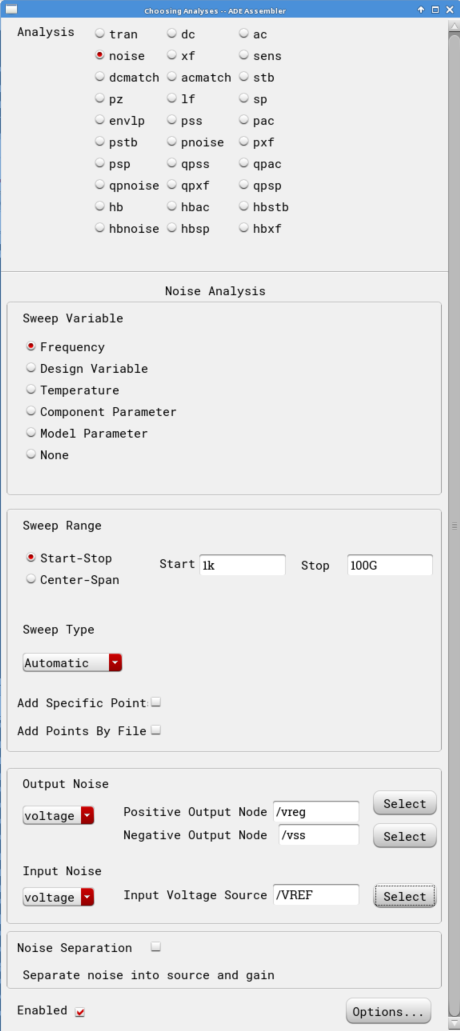 Choosing Analyses -- ADE Assembler
Analysis tran dc ac
noise xf sens
dcmatch acmatch stb
pz lf sp
envlp pss pac
pstb pnoise pxf
psp qpss qpac
qpnoise qpxf qpsp
hb hbac hbstb
hbnoise hbsp hbxf
Noise Analysis
Sweep Variable
Frequency
Design Variable
Temperature
Component Parameter
Model Parameter
None
Sweep Range
Start-Stop Start 1k Stop 100G
Center-Span
Sweep Type
Automatic
Add Specific Point
Add Points By File
Output Noise
voltage Positive Output Node /vreg Select
Negative Output Node /vss Select
Input Noise
voltage Input Voltage Source /VREF Select
Noise Separation
Separate noise into source and gain
Enabled Options...